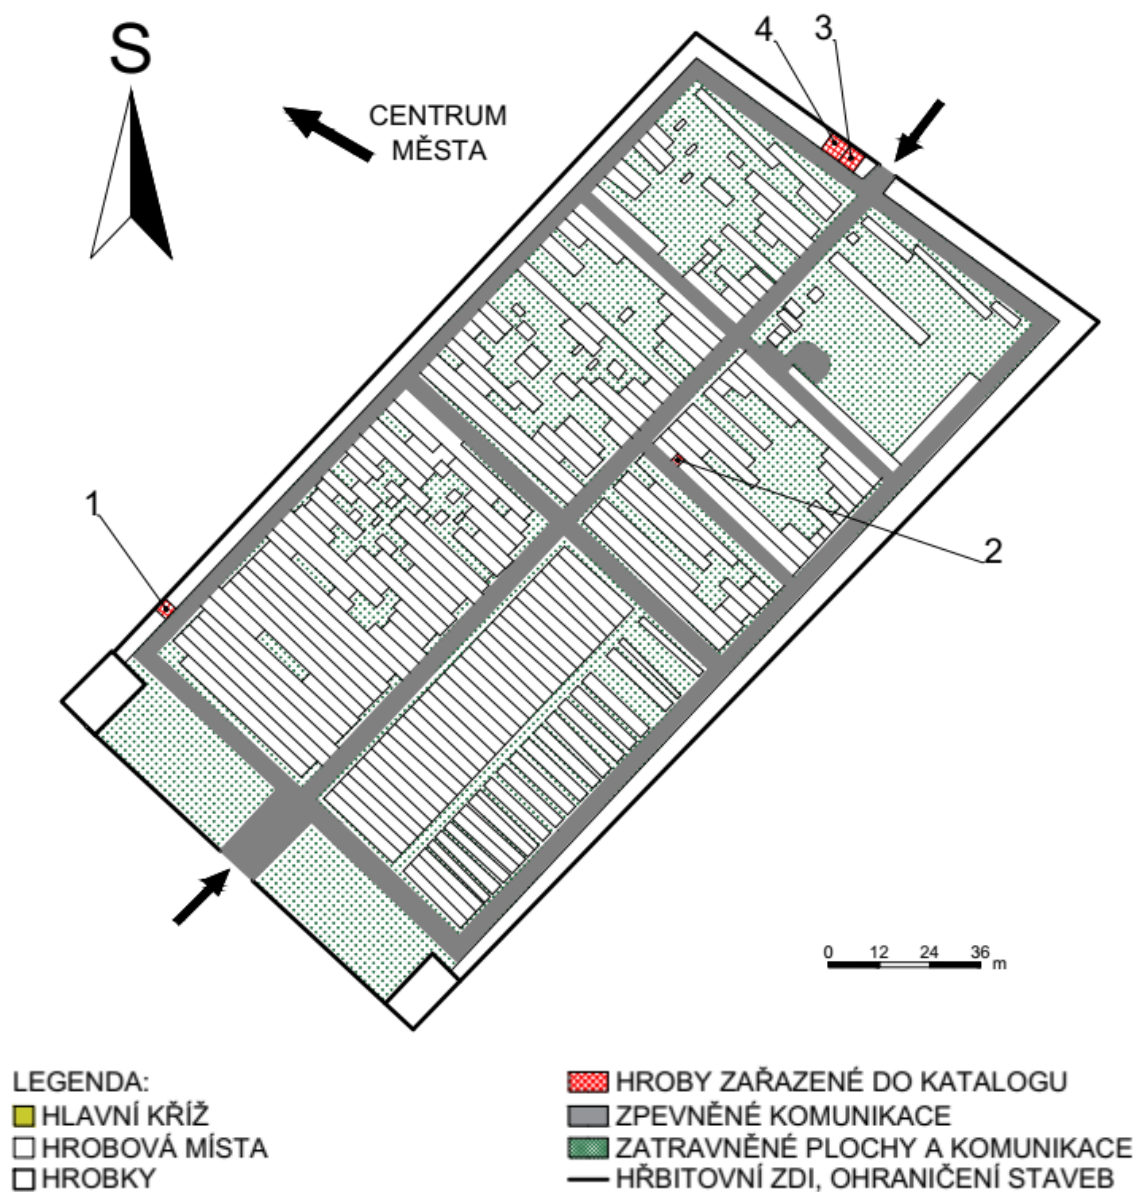 S
4 3
CENTRUM
MĚSTA
1
2
0 12 24 36 m
LEGENDA:
HLAVNÍ KŘÍŽ
HROBOVÁ MÍSTA
HROBKY
HROBY ZAŘAZENÉ DO KATALOGU
ZPEVNĚNÉ KOMUNIKACE
ZATRAVNĚNÉ PLOCHY A KOMUNIKACE
HŘBITOVNÍ ZDI, OHRANIČENÍ STAVEB